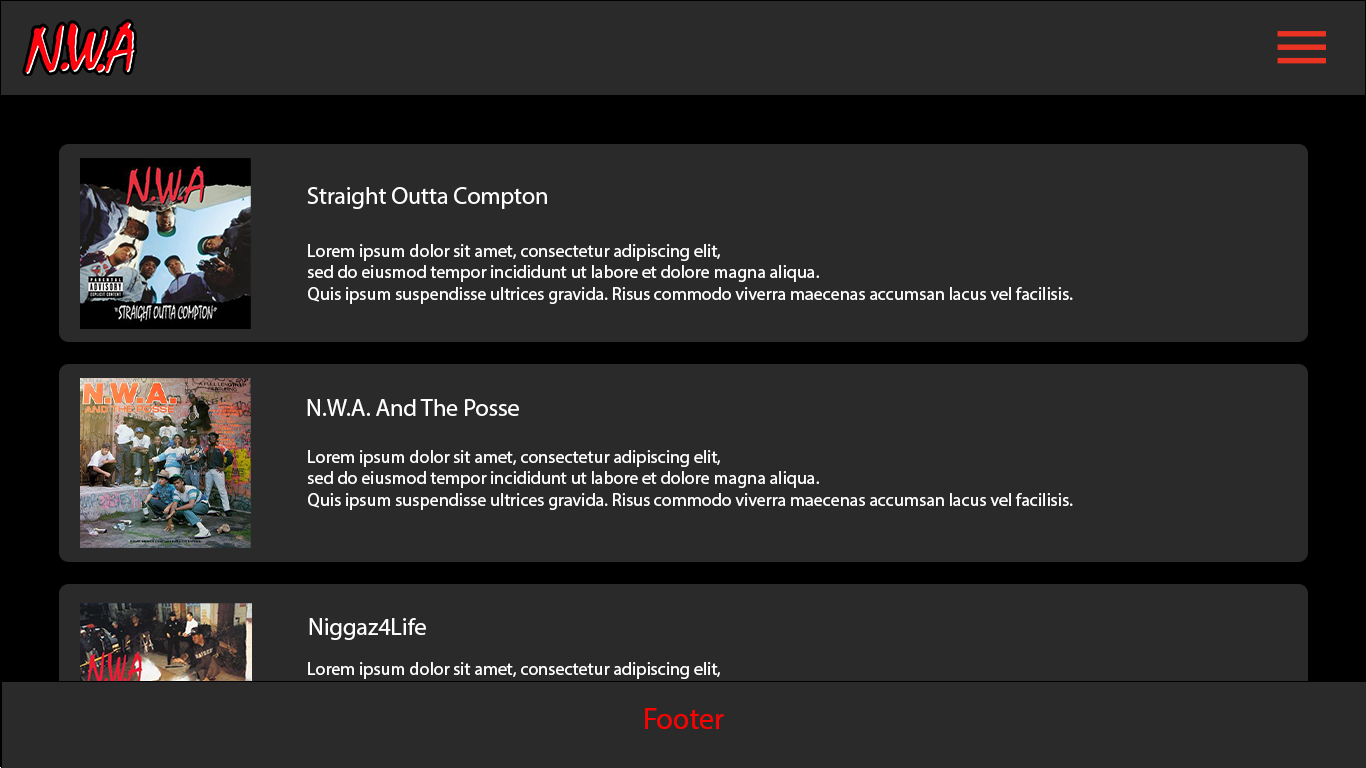 N.W.A
N.W.A
Straight Outta Compton
Lorem ipsum dolor sit amet, consectetur adipiscing elit,
sed do eiusmod tempor incididunt ut labore et dolore magna aliqua.
Quis ipsum suspendisse ultrices gravida. Risus commodo viverra maecenas accumsan lacus vel facilisis.
PARENTAL
ADVISORY
EXPLICIT CONTENT
"STRAIGHT OUTTA COMPTON"
N.W.A.
AND THE POSSE
N.W.A. And The Posse
Lorem ipsum dolor sit amet, consectetur adipiscing elit,
sed do eiusmod tempor incididunt ut labore et dolore magna aliqua.
Quis ipsum suspendisse ultrices gravida. Risus commodo viverra maecenas accumsan lacus vel facilisis.
N.W.A
Niggaz4Life
Lorem ipsum dolor sit amet, consectetur adipiscing elit,
Footer